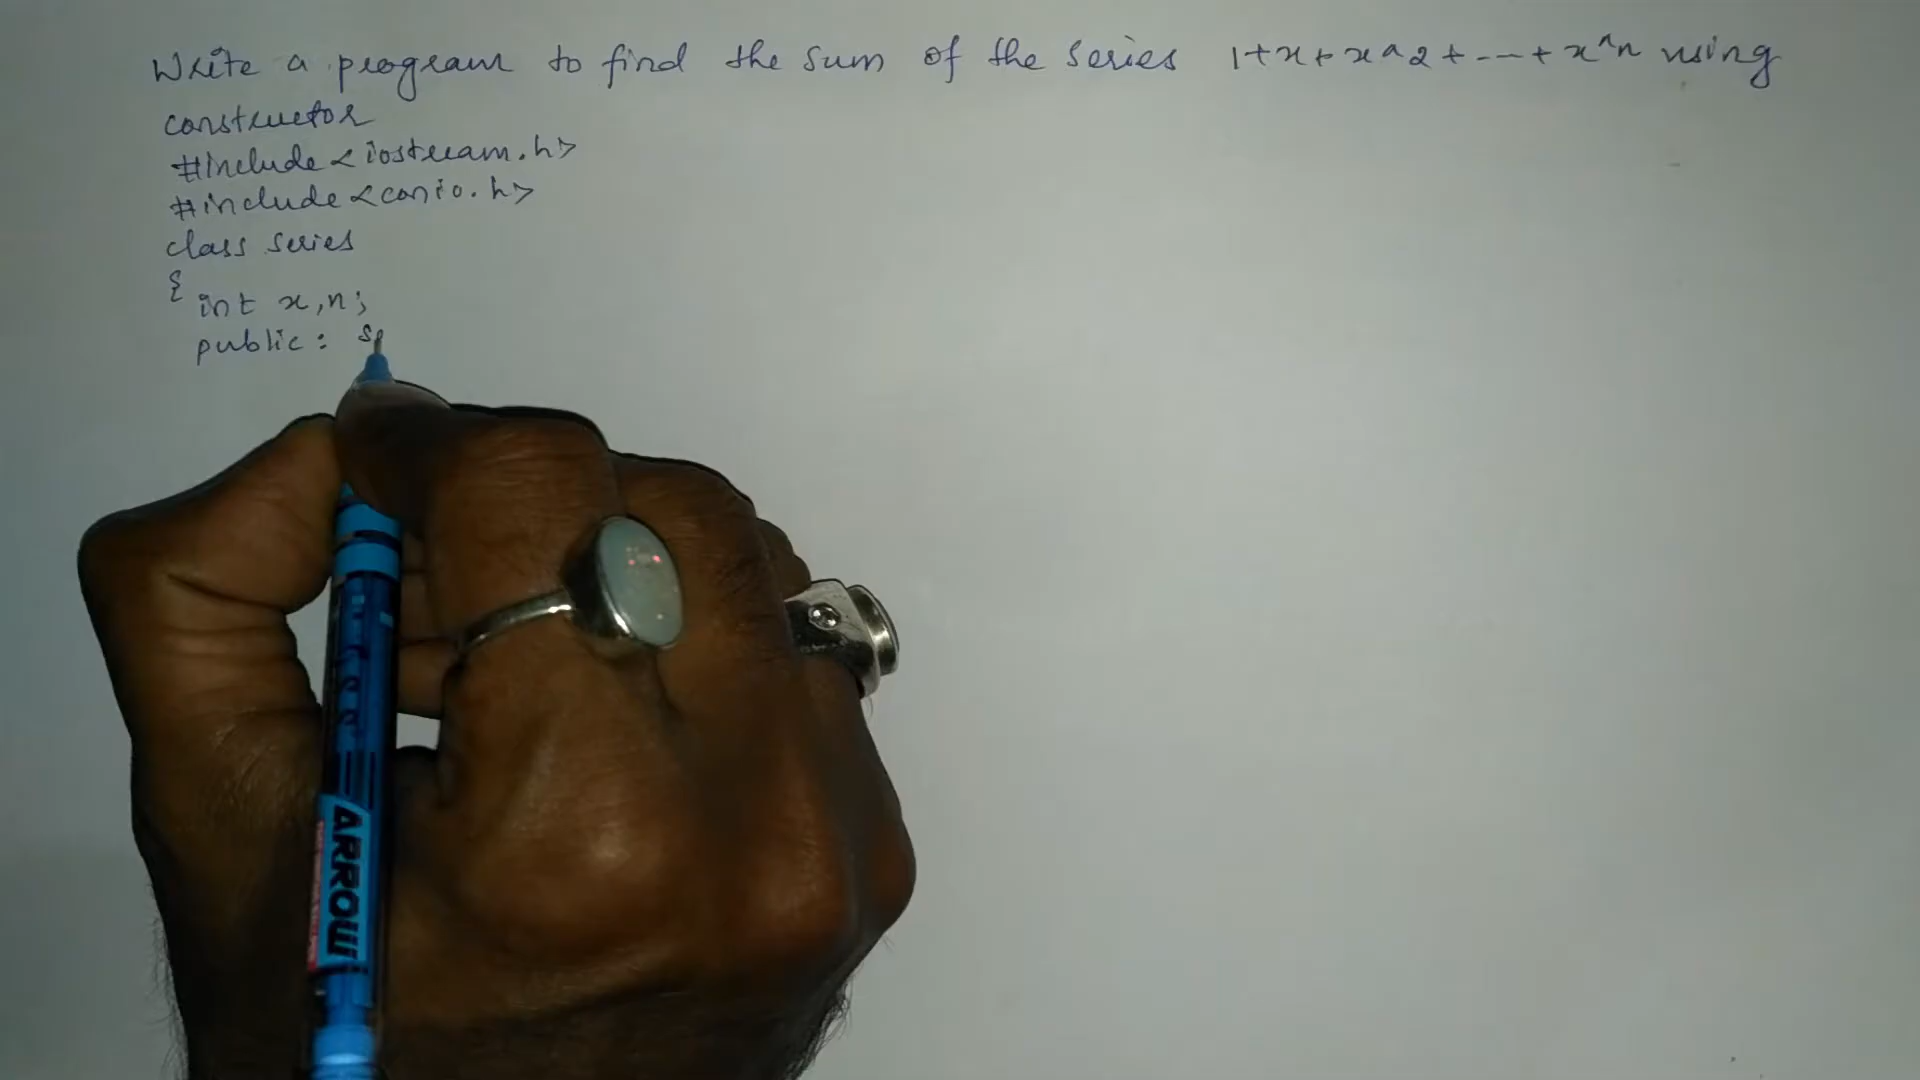 Write a program to find the sum of the series 1+x+x^2+---+x^n using
constructor
#include<iostream.h>
#include<conio.h>
class series
{
int x,n;
public: se
ARROW